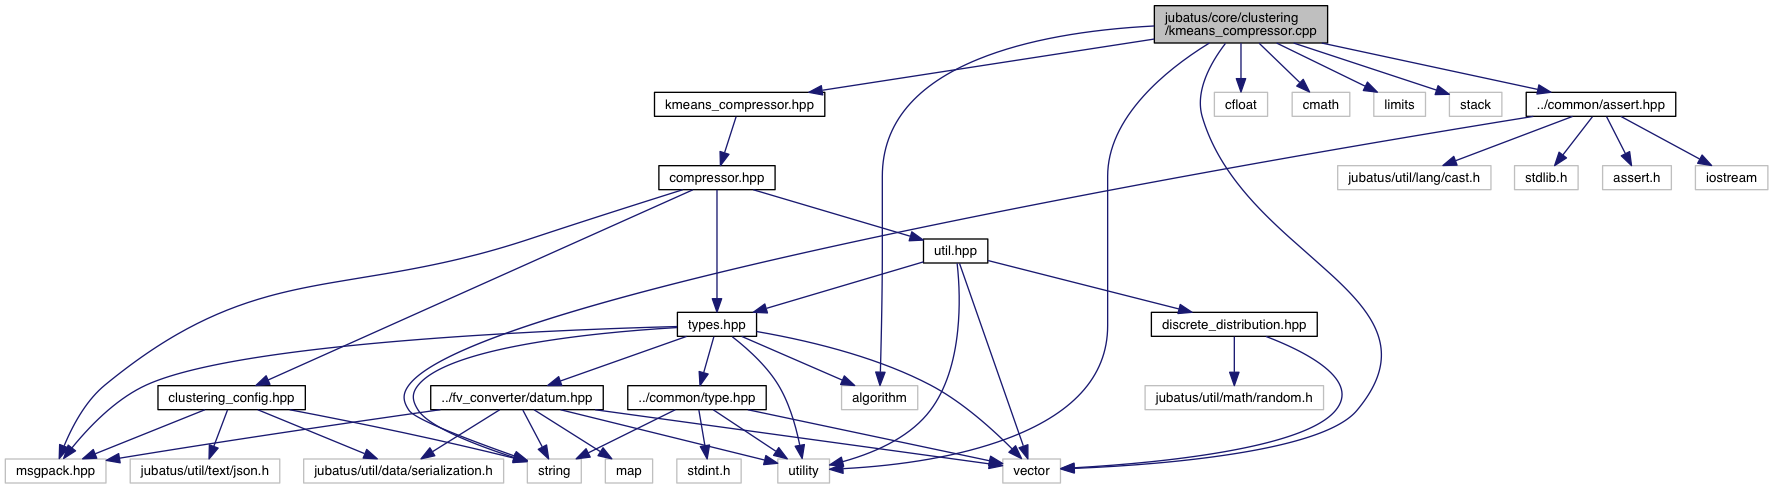 jubatus/core/clustering
/kmeans_compressor.cpp
kmeans_compressor.hpp
cfloat
cmath
limits
stack
../common/assert.hpp
compressor.hpp
jubatus/util/lang/cast.h
stdlib.h
assert.h
iostream
util.hpp
types.hpp
discrete_distribution.hpp
clustering_config.hpp
../fv_converter/datum.hpp
../common/type.hpp
algorithm
jubatus/util/math/random.h
msgpack.hpp
jubatus/util/text/json.h
jubatus/util/data/serialization.h
string
map
stdint.h
utility
vector